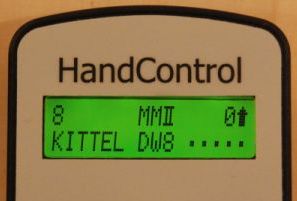 HandControl
8 MMII 0⬆
KITTEL DW8 .....